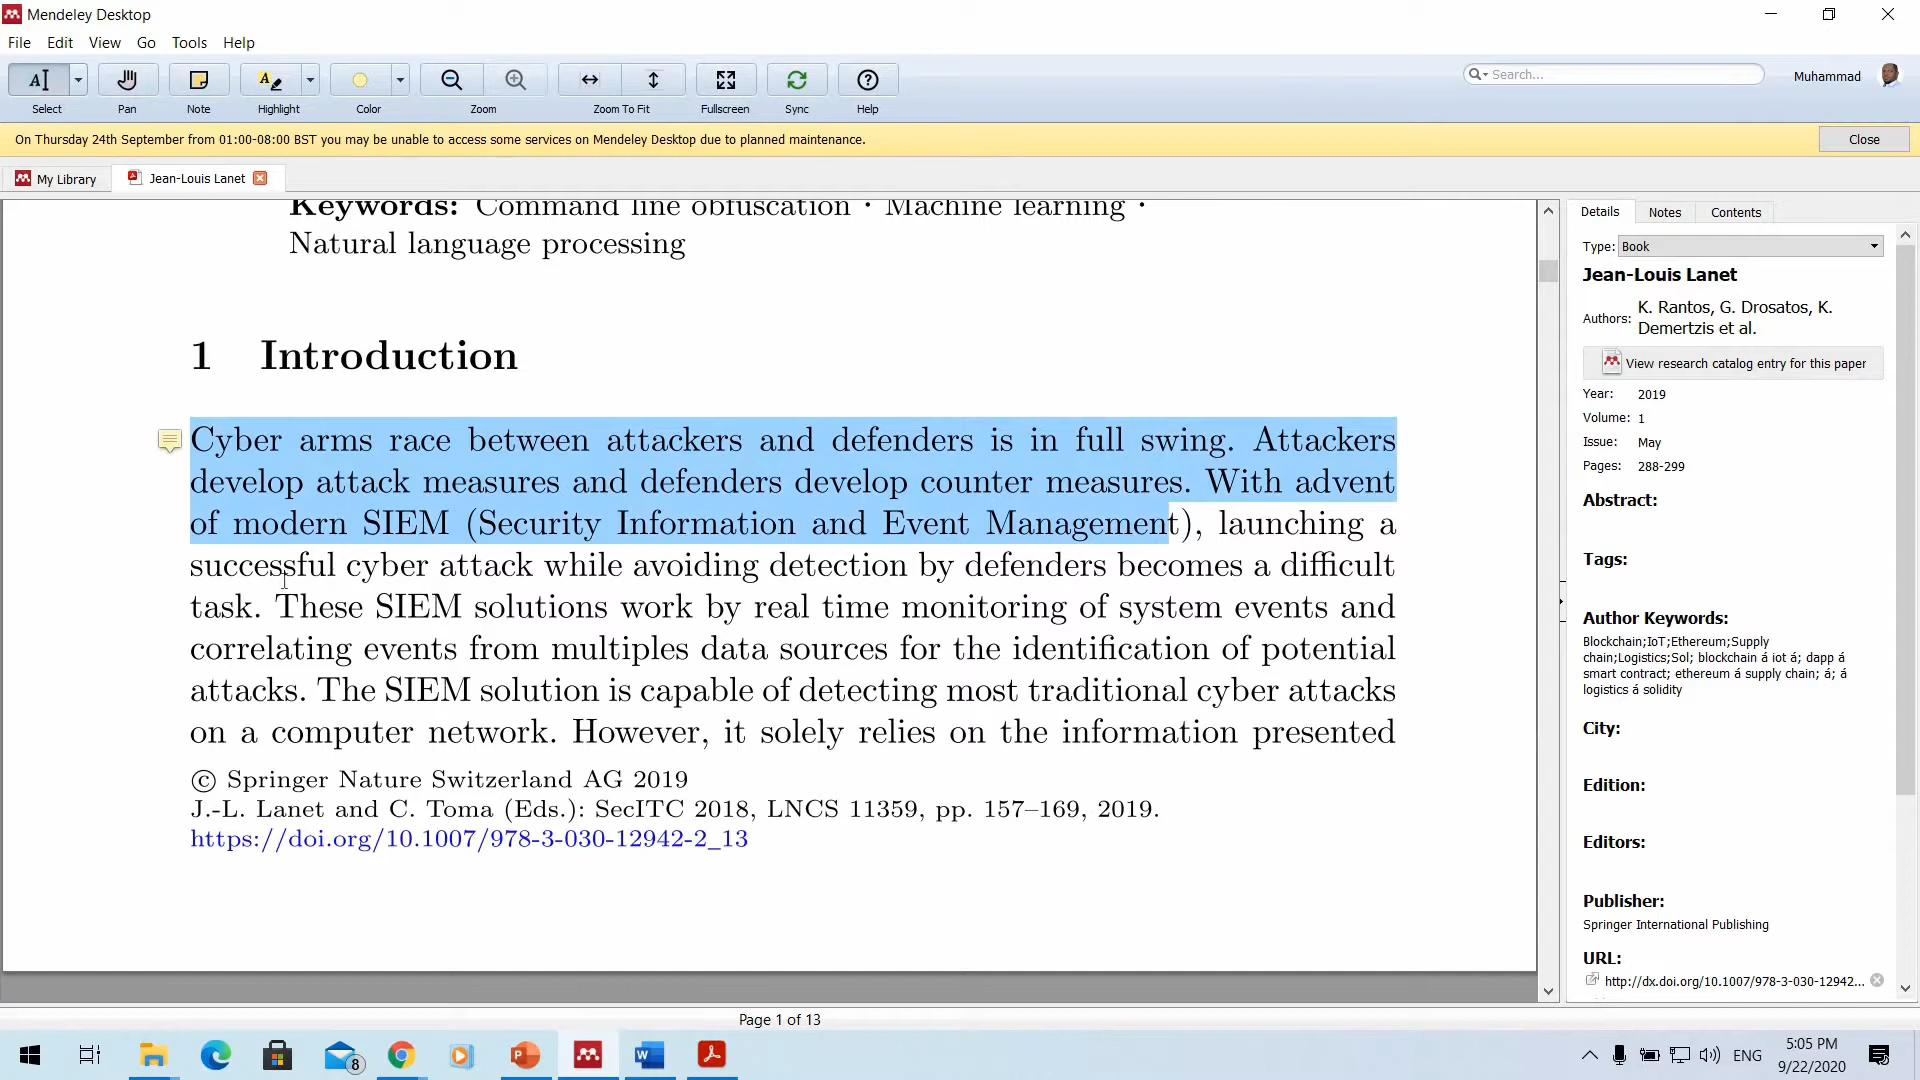 Mendeley Desktop
File Edit View Go Tools Help
Select Pan Note Highlight Color Zoom Zoom To Fit Fullscreen Sync Help
Search...
Muhammad
On Thursday 24th September from 01:00-08:00 BST you may be unable to access some services on Mendeley Desktop due to planned maintenance.
Close
My Library
Jean-Louis Lanet
Keywords: Command line obfuscation · Machine learning ·
Natural language processing
1 Introduction
Cyber arms race between attackers and defenders is in full swing. Attackers
develop attack measures and defenders develop counter measures. With advent
of modern SIEM (Security Information and Event Management), launching a
successful cyber attack while avoiding detection by defenders becomes a difficult
task. These SIEM solutions work by real time monitoring of system events and
correlating events from multiples data sources for the identification of potential
attacks. The SIEM solution is capable of detecting most traditional cyber attacks
on a computer network. However, it solely relies on the information presented
© Springer Nature Switzerland AG 2019
J.-L. Lanet and C. Toma (Eds.): SecITC 2018, LNCS 11359, pp. 157–169, 2019.
https://doi.org/10.1007/978-3-030-12942-2_13
Page 1 of 13
Details Notes Contents
Type: Book
Jean-Louis Lanet
Authors: K. Rantos, G. Drosatos, K.
Demertzis et al.
View research catalog entry for this paper
Year: 2019
Volume: 1
Issue: May
Pages: 288-299
Abstract:
Tags:
Author Keywords:
Blockchain;IoT;Ethereum;Supply
chain;Logistics;Sol; blockchain á iot á; dapp á
smart contract; ethereum á supply chain; á; á
logistics á solidity
City:
Edition:
Editors:
Publisher:
Springer International Publishing
URL:
http://dx.doi.org/10.1007/978-3-030-12942...
8
ENG
5:05 PM
9/22/2020